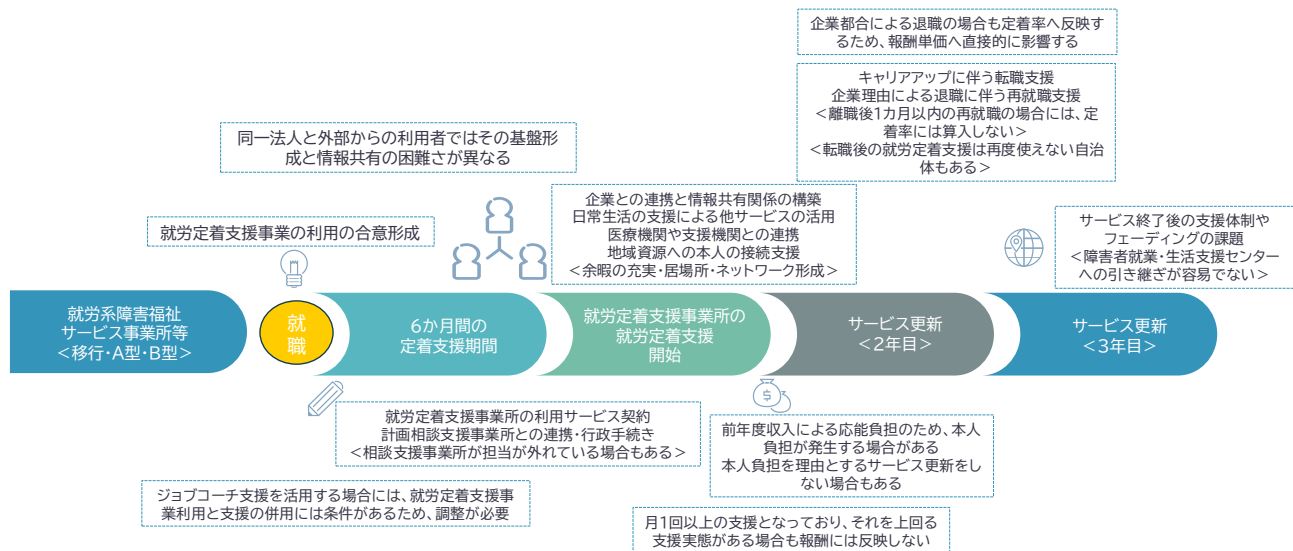 企業都合による退職の場合も定着率へ反映す
るため、報酬単価へ直接的に影響する
キャリアアップに伴う転職支援
企業理由による退職に伴う再就職支援
<離職後1カ月以内の再就職の場合には、定
着率には算入しない>
<転職後の就労定着支援は再度使えない自治
体もある>
同一法人と外部からの利用者ではその基盤形
成と情報共有の困難さが異なる
企業との連携と情報共有関係の構築
日常生活の支援による他サービスの活用
医療機関や支援機関との連携
地域資源への本人の接続支援
<余暇の充実・居場所・ネットワーク形成>
就労定着支援事業の利用の合意形成
サービス終了後の支援体制や
フェーディングの課題
<障害者就業・生活支援センター
への引き継ぎが容易でない>
就労系障害福祉
サービス事業所等
<移行・A型・B型>
就
職
6か月間の
定着支援期間
就労定着支援事業所の
就労定着支援
開始
サービス更新
<2年目>
サービス更新
<3年目>
$
就労定着支援事業所の利用サービス契約
計画相談支援事業所との連携・行政手続き
<相談支援事業所が担当が外れている場合もある>
前年度収入による応能負担のため、本人
負担が発生する場合がある
本人負担を理由とするサービス更新をし
ない場合もある
ジョブコーチ支援を活用する場合には、就労定着支援事
業利用と支援の併用には条件があるため、調整が必要
月1回以上の支援となっており、それを上回る
支援実態がある場合も報酬には反映しない